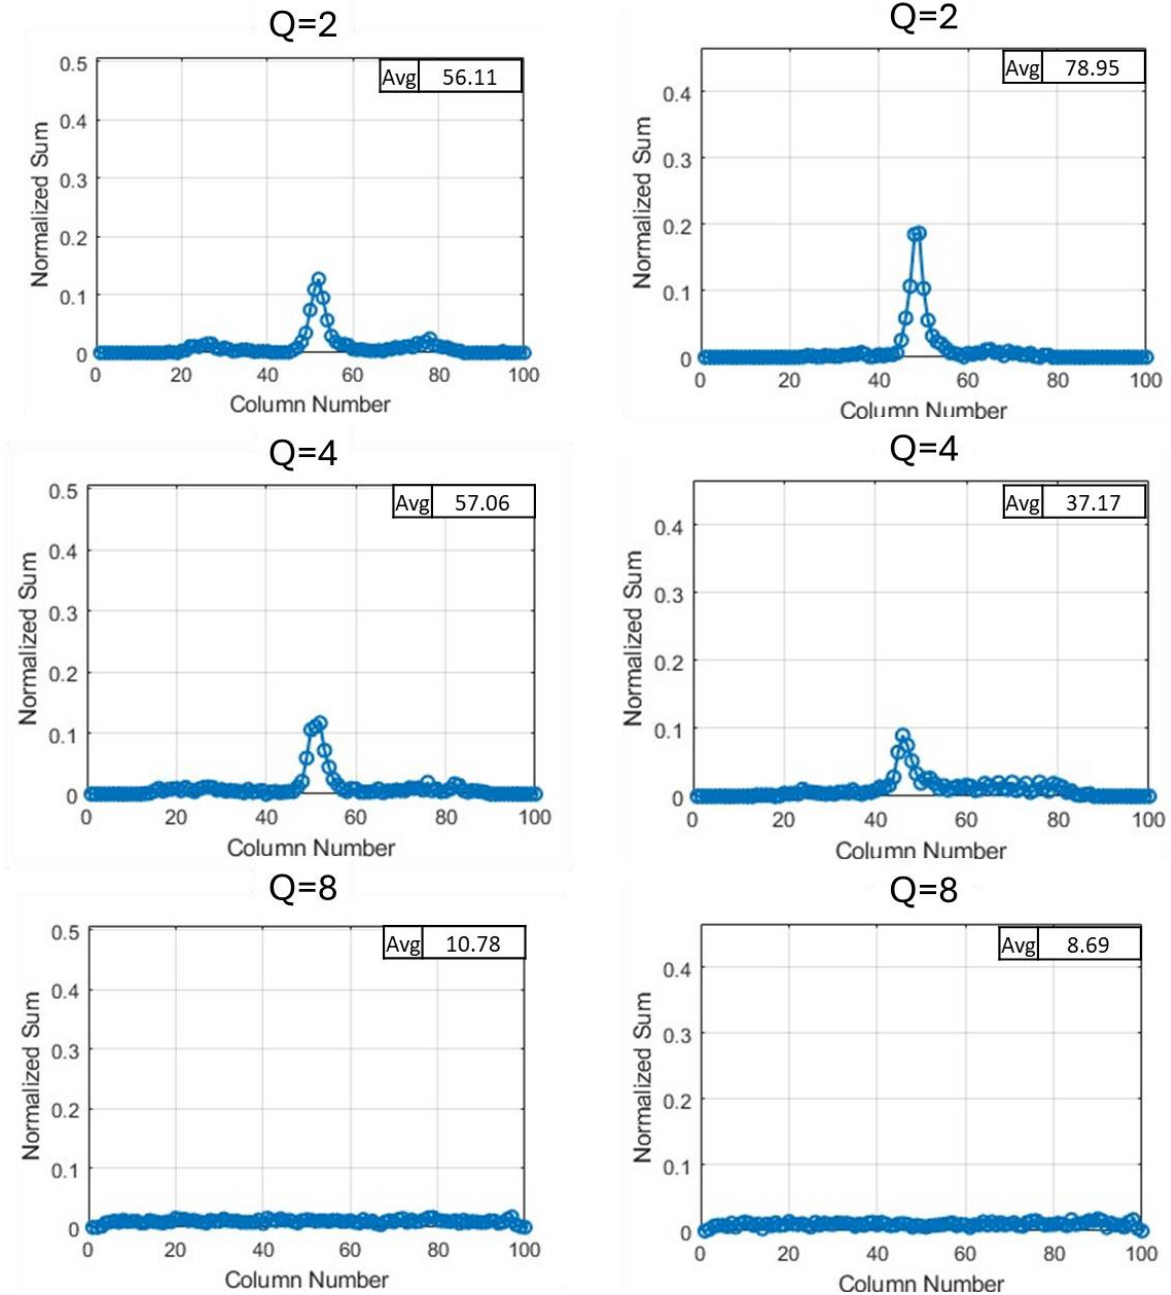 Q=2
Avg 56.11
Normalized Sum
0.5
0.4
0.3
0.2
0.1
0
0 20 40 60 80 100
Column Number
Q=2
Avg 78.95
Normalized Sum
0.4
0.3
0.2
0.1
0
0 20 40 60 80 100
Column Number
Q=4
Avg 57.06
Normalized Sum
0.5
0.4
0.3
0.2
0.1
0
0 20 40 60 80 100
Column Number
Q=4
Avg 37.17
Normalized Sum
0.4
0.3
0.2
0.1
0
0 20 40 60 80 100
Column Number
Q=8
Avg 10.78
Normalized Sum
0.5
0.4
0.3
0.2
0.1
0
0 20 40 60 80 100
Column Number
Q=8
Avg 8.69
Normalized Sum
0.4
0.3
0.2
0.1
0
0 20 40 60 80 100
Column Number